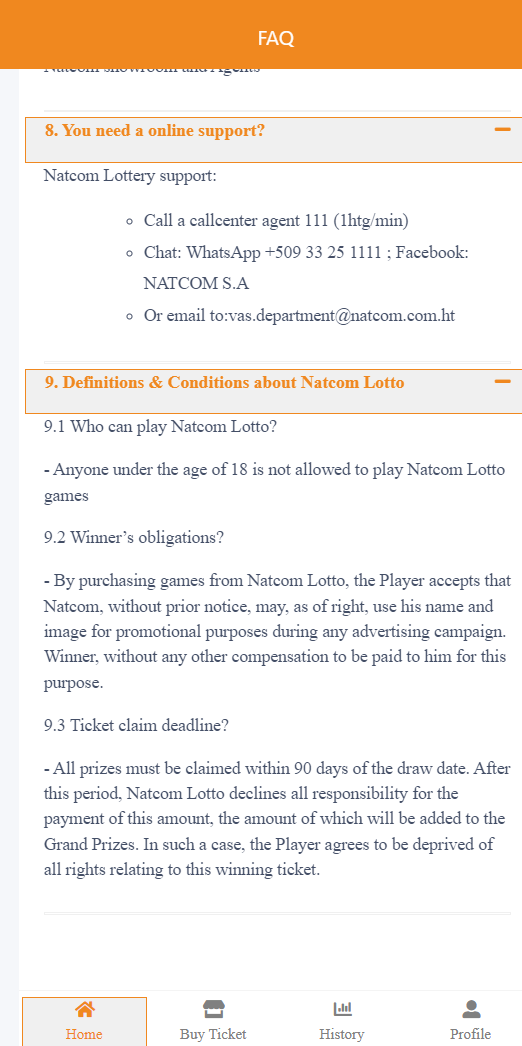 FAQ
Natcom showroom and Agents
8. You need a online support?
Natcom Lottery support:
Call a callcenter agent 111 (1htg/min)
Chat: WhatsApp +509 33 25 1111 ; Facebook:
NATCOM S.A
Or email to:vas.department@natcom.com.ht
9. Definitions & Conditions about Natcom Lotto
9.1 Who can play Natcom Lotto?
- Anyone under the age of 18 is not allowed to play Natcom Lotto
games
9.2 Winner’s obligations?
- By purchasing games from Natcom Lotto, the Player accepts that
Natcom, without prior notice, may, as of right, use his name and
image for promotional purposes during any advertising campaign.
Winner, without any other compensation to be paid to him for this
purpose.
9.3 Ticket claim deadline?
- All prizes must be claimed within 90 days of the draw date. After
this period, Natcom Lotto declines all responsibility for the
payment of this amount, the amount of which will be added to the
Grand Prizes. In such a case, the Player agrees to be deprived of
all rights relating to this winning ticket.
Home
Buy Ticket
History
Profile